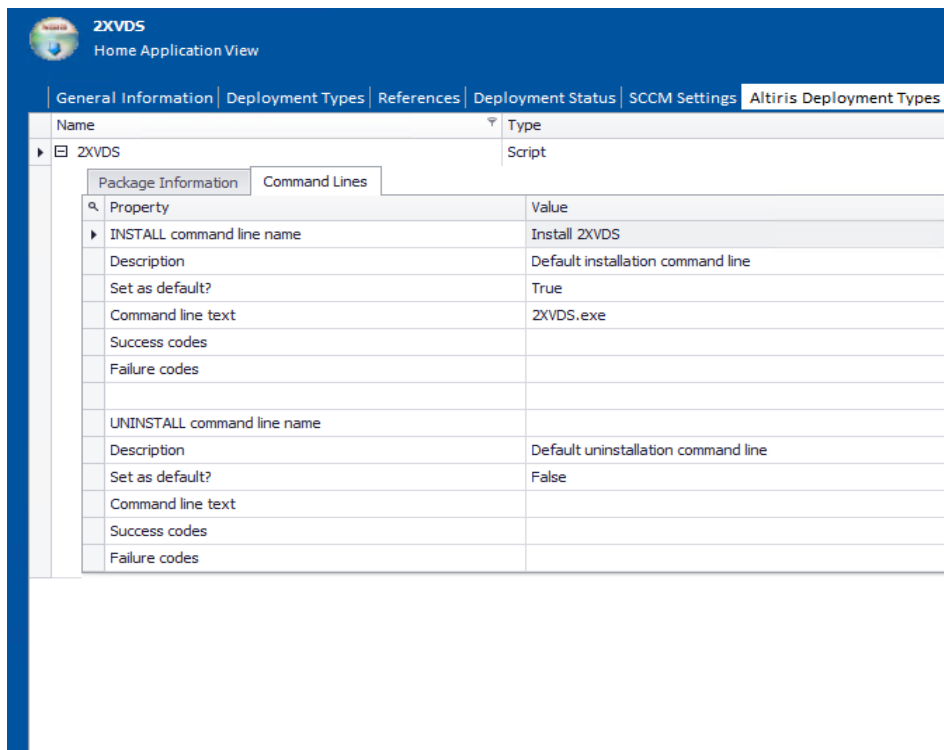 2XVDS
Home Application View
General Information Deployment Types References Deployment Status SCCM Settings Altiris Deployment Types
Name Type
2XVDS Script
Package Information Command Lines
Property Value
INSTALL command line name Install 2XVDS
Description Default installation command line
Set as default? True
Command line text 2XVDS.exe
Success codes
Failure codes
UNINSTALL command line name
Description Default uninstallation command line
Set as default? False
Command line text
Success codes
Failure codes